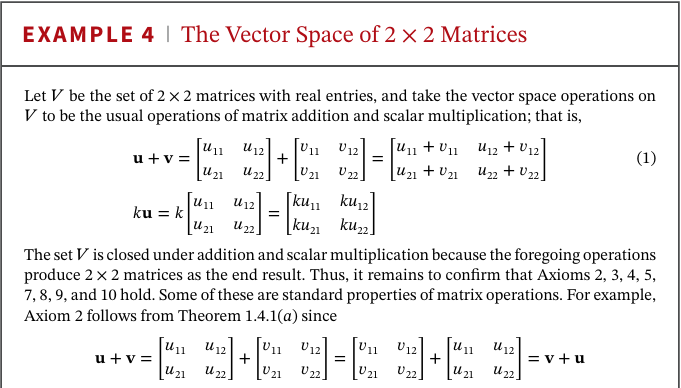 EXAMPLE 4 | The Vector Space of 2 × 2 Matrices
Let V be the set of 2 × 2 matrices with real entries, and take the vector space operations on
V to be the usual operations of matrix addition and scalar multiplication; that is,
u + v = [u₁₁ u₁₂; u₂₁ u₂₂] + [v₁₁ v₁₂; v₂₁ v₂₂] = [u₁₁ + v₁₁ u₁₂ + v₁₂; u₂₁ + v₂₁ u₂₂ + v₂₂] (1)
ku = k[u₁₁ u₁₂; u₂₁ u₂₂] = [ku₁₁ ku₁₂; ku₂₁ ku₂₂]
The set V is closed under addition and scalar multiplication because the foregoing operations
produce 2 × 2 matrices as the end result. Thus, it remains to confirm that Axioms 2, 3, 4, 5,
7, 8, 9, and 10 hold. Some of these are standard properties of matrix operations. For example,
Axiom 2 follows from Theorem 1.4.1(a) since
u + v = [u₁₁ u₁₂; u₂₁ u₂₂] + [v₁₁ v₁₂; v₂₁ v₂₂] = [v₁₁ v₁₂; v₂₁ v₂₂] + [u₁₁ u₁₂; u₂₁ u₂₂] = v + u